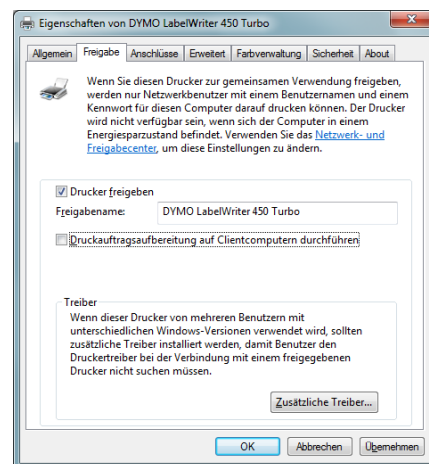 Eigenschaften von DYMO LabelWriter 450 Turbo
Allgemein Freigabe Anschlüsse Erweitert Farbverwaltung Sicherheit About
Wenn Sie diesen Drucker zur gemeinsamen Verwendung freigeben,
werden nur Netzwerkbenutzer mit einem Benutzernamen und einem
Kennwort für diesen Computer darauf drucken können. Der Drucker
wird nicht verfügbar sein, wenn sich der Computer in einem
Energiesparzustand befindet. Verwenden Sie das Netzwerk- und
Freigabecenter, um diese Einstellungen zu ändern.
Drucker freigeben
Freigabename: DYMO LabelWriter 450 Turbo
Druckauftragsaufbereitung auf Clientcomputern durchführen
Treiber
Wenn dieser Drucker von mehreren Benutzern mit
unterschiedlichen Windows-Versionen verwendet wird, sollten
zusätzliche Treiber installiert werden, damit Benutzer den
Druckertreiber bei der Verbindung mit einem freigegebenen
Drucker nicht suchen müssen.
Zusätzliche Treiber...
OK Abbrechen Übernehmen